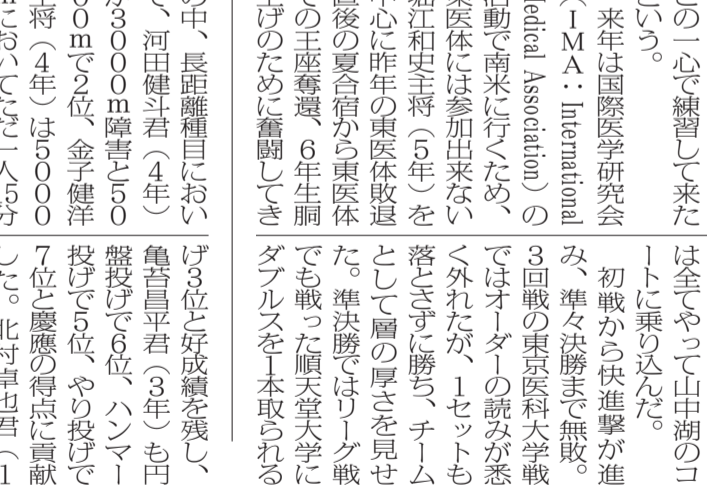 の一心で練習して来た
という。
来年は国際医学研究会
（ＩＭＡ：International
edical Association）の
活動で南米に行くため、
東医体には参加出来ない
堀江和史主将（５年）を
中心に昨年の東医体敗退
直後の夏合宿から東医体
での王座奪還、６年生胴
上げのために奮闘してき
は全てやって山中湖のコ
ートに乗り込んだ。
初戦から快進撃が進
み、準々決勝まで無敗。
３回戦の東京医科大学戦
ではオーダーの読みが悉
く外れたが、１セットも
落とさずに勝ち、チーム
として層の厚さを見せ
た。準決勝ではリーグ戦
でも戦った順天堂大学に
ダブルスを１本取られる
の中、長距離種目におい
て、河田健斗君（４年）
が３０００ｍ障害と５０
００ｍで２位、金子健洋
主将（４年）は５０００
ｍにおいてただ一人15分
げ３位と好成績を残し、
亀苔昌平君（３年）も円
盤投げで６位、ハンマー
投げで５位、やり投げで
７位と慶應の得点に貢献
した。北村卓也君（１